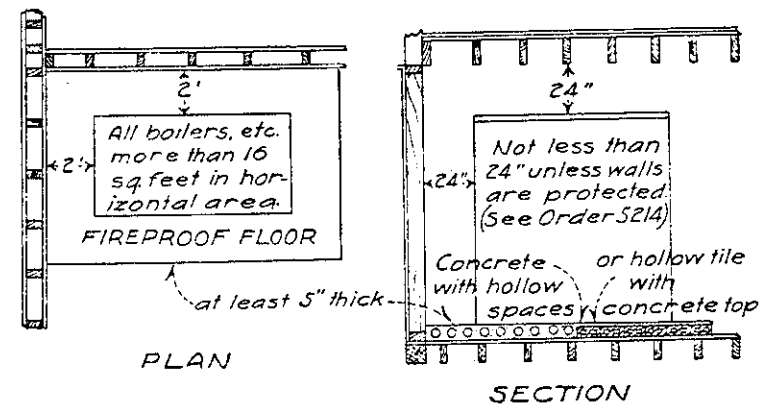 2'
All boilers, etc.
more than 16
sq. feet in hor-
izontal area.
2'
FIREPROOF FLOOR
at least 5" thick
PLAN
24"
Not less than
24" unless walls
are protected
(See Order 5214)
24"
Concrete
with hollow
spaces
or hollow tile
with
concrete top
SECTION